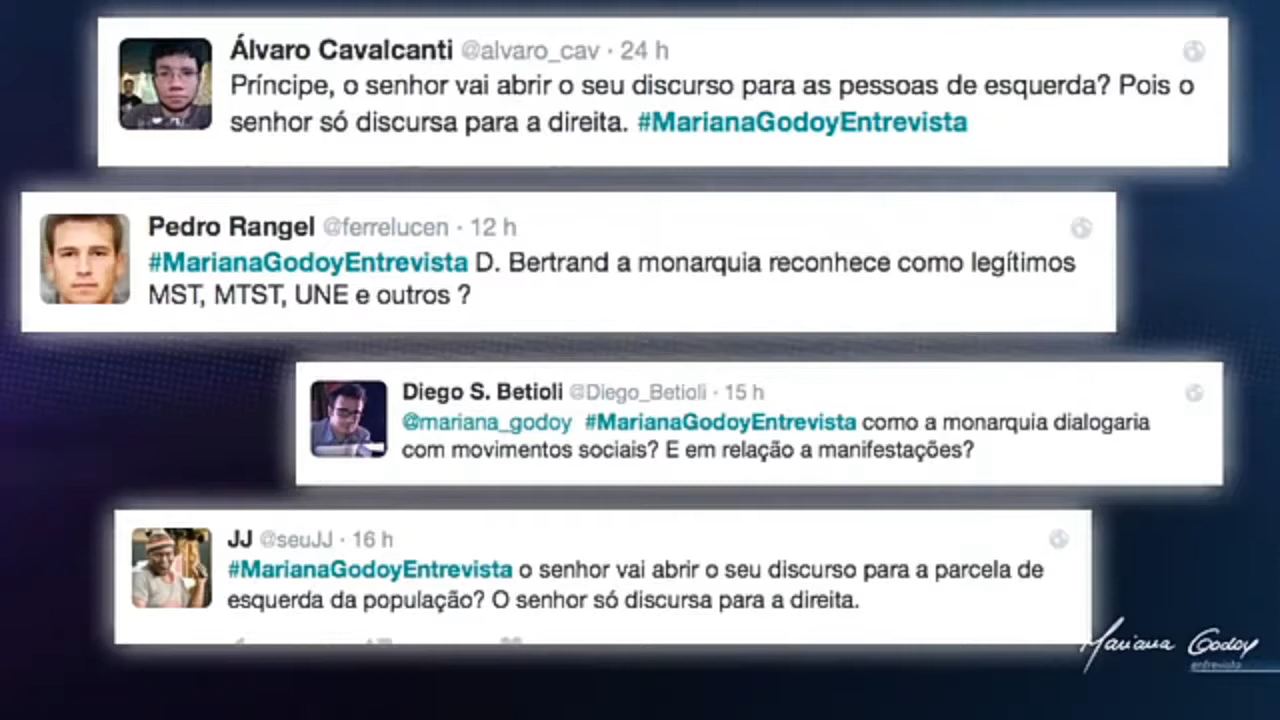 Álvaro Cavalcanti @alvaro_cav · 24 h
Príncipe, o senhor vai abrir o seu discurso para as pessoas de esquerda? Pois o
senhor só discursa para a direita. #MarianaGodoyEntrevista
Pedro Rangel @ferrelucen · 12 h
#MarianaGodoyEntrevista D. Bertrand a monarquia reconhece como legítimos
MST, MTST, UNE e outros ?
Diego S. Betioli @Diego_Betioli · 15 h
@mariana_godoy #MarianaGodoyEntrevista como a monarquia dialogaria
com movimentos sociais? E em relação a manifestações?
JJ @seuJJ · 16 h
#MarianaGodoyEntrevista o senhor vai abrir o seu discurso para a parcela de
esquerda da população? O senhor só discursa para a direita.
Mariana Godoy
entrevista